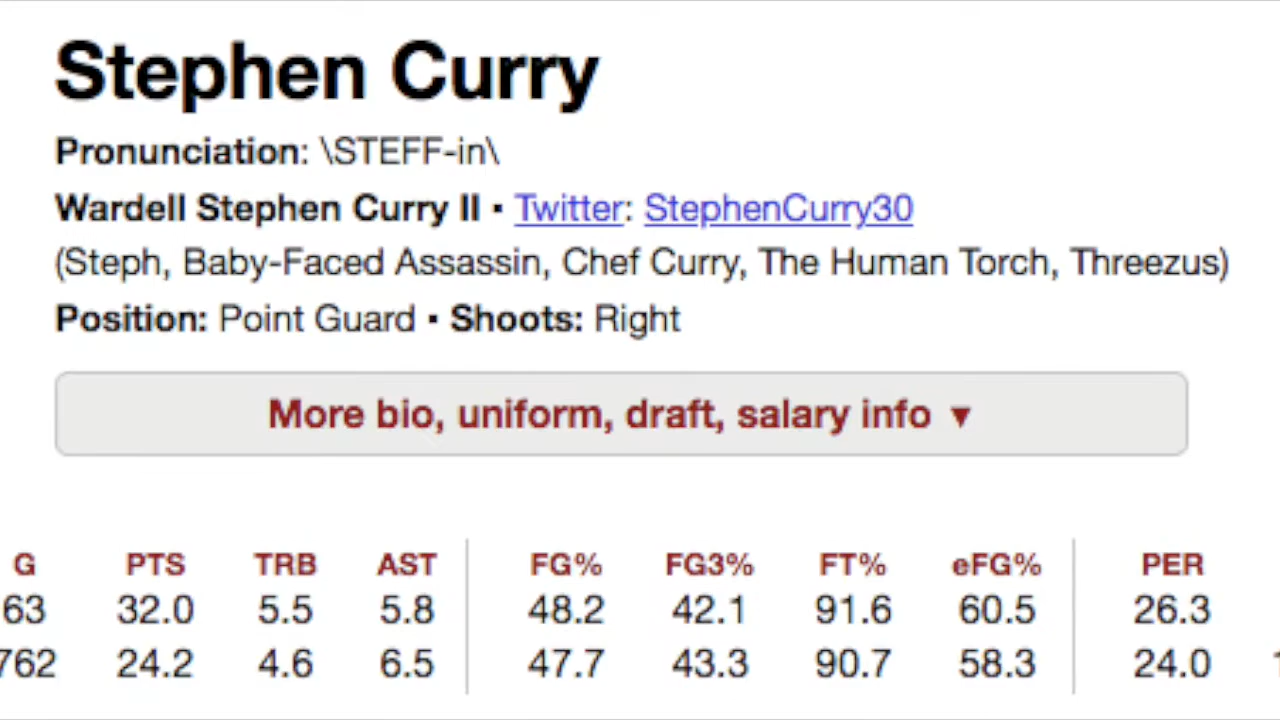 Stephen Curry
Pronunciation: \STEFF-in\
Wardell Stephen Curry II ▪ Twitter: StephenCurry30
(Steph, Baby-Faced Assassin, Chef Curry, The Human Torch, Threezus)
Position: Point Guard ▪ Shoots: Right
More bio, uniform, draft, salary info ▼
G PTS TRB AST FG% FG3% FT% eFG% PER
63 32.0 5.5 5.8 48.2 42.1 91.6 60.5 26.3
762 24.2 4.6 6.5 47.7 43.3 90.7 58.3 24.0